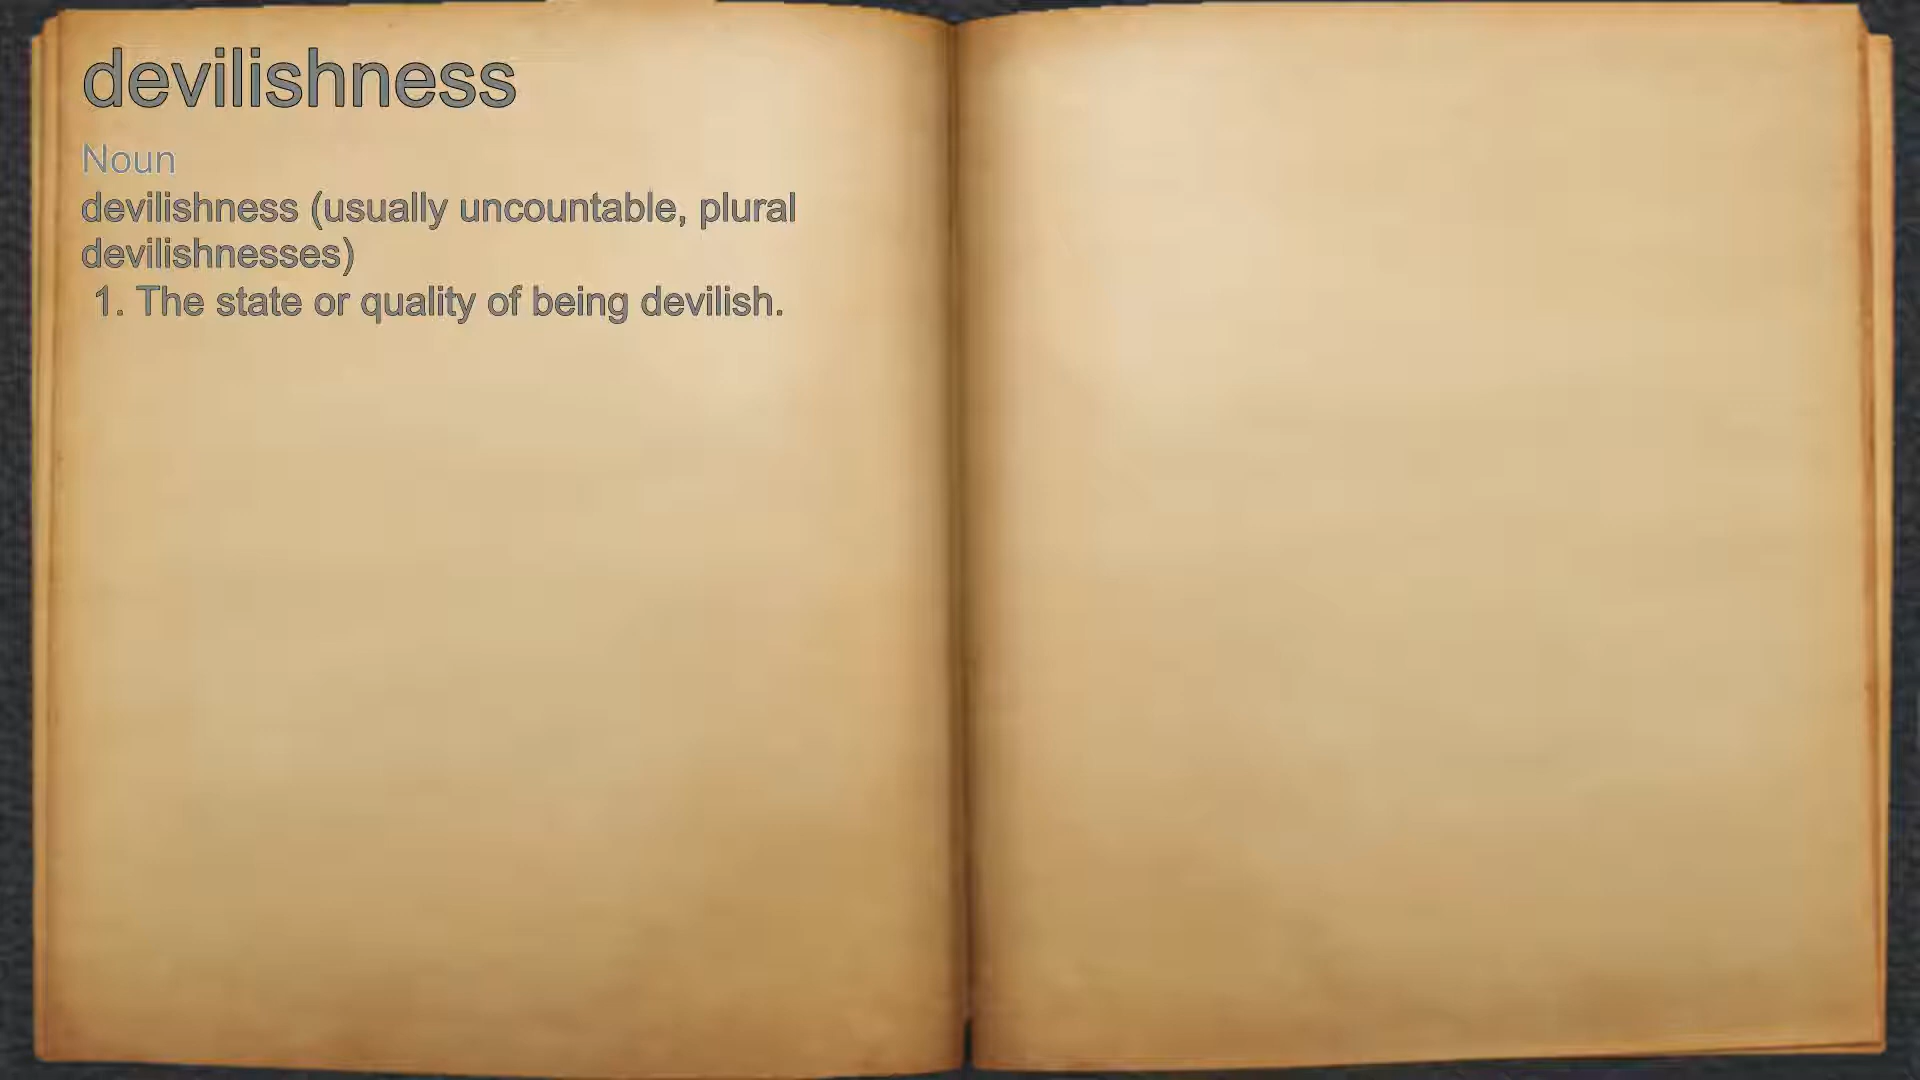 devilishness
Noun
devilishness (usually uncountable, plural
devilishnesses)
1. The state or quality of being devilish.